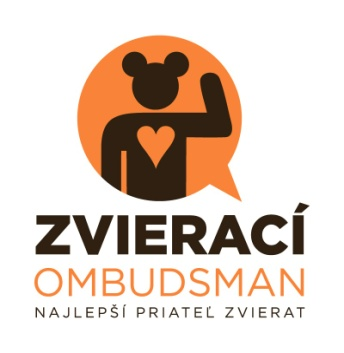 ZVIERACÍ
OMBUDSMAN
NAJLEPŠÍ PRIATEĽ ZVIERAT